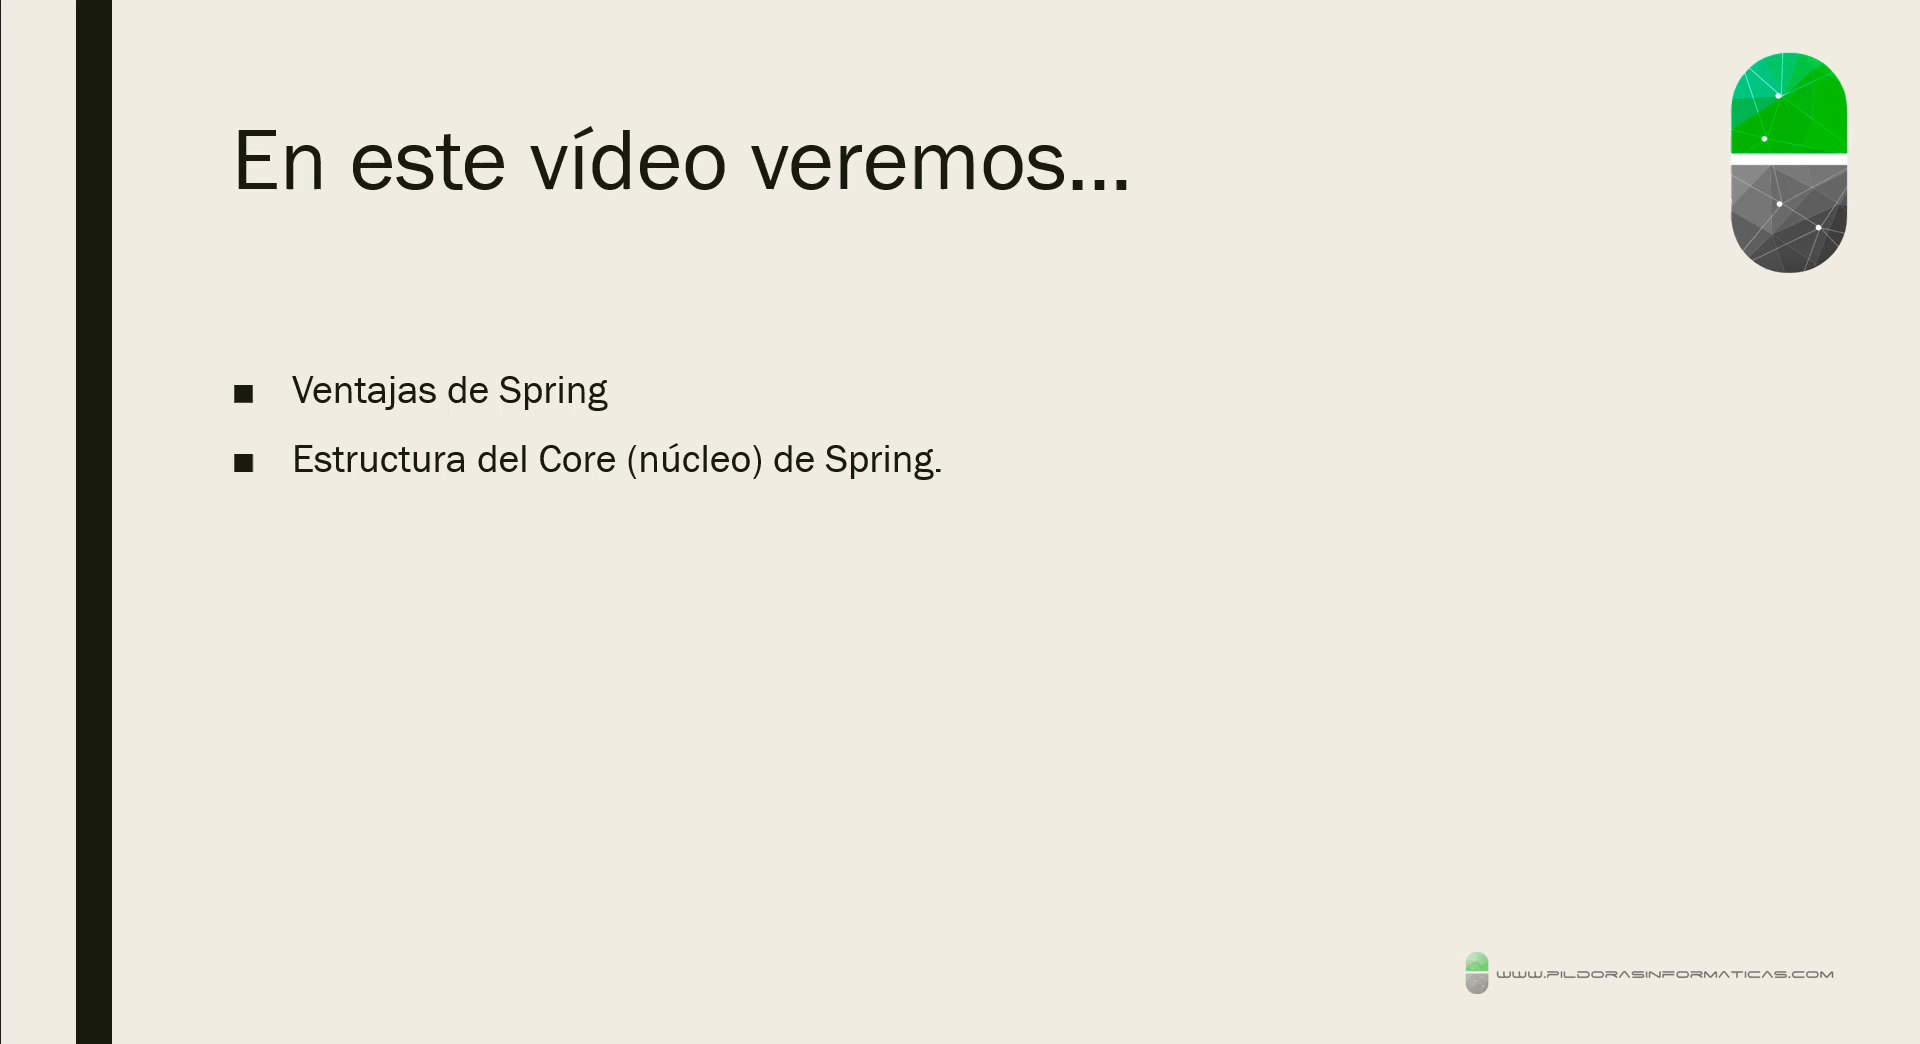 En este vídeo veremos...
■ Ventajas de Spring
■ Estructura del Core (núcleo) de Spring.
WWW.PILDORASINFORMATICAS.COM